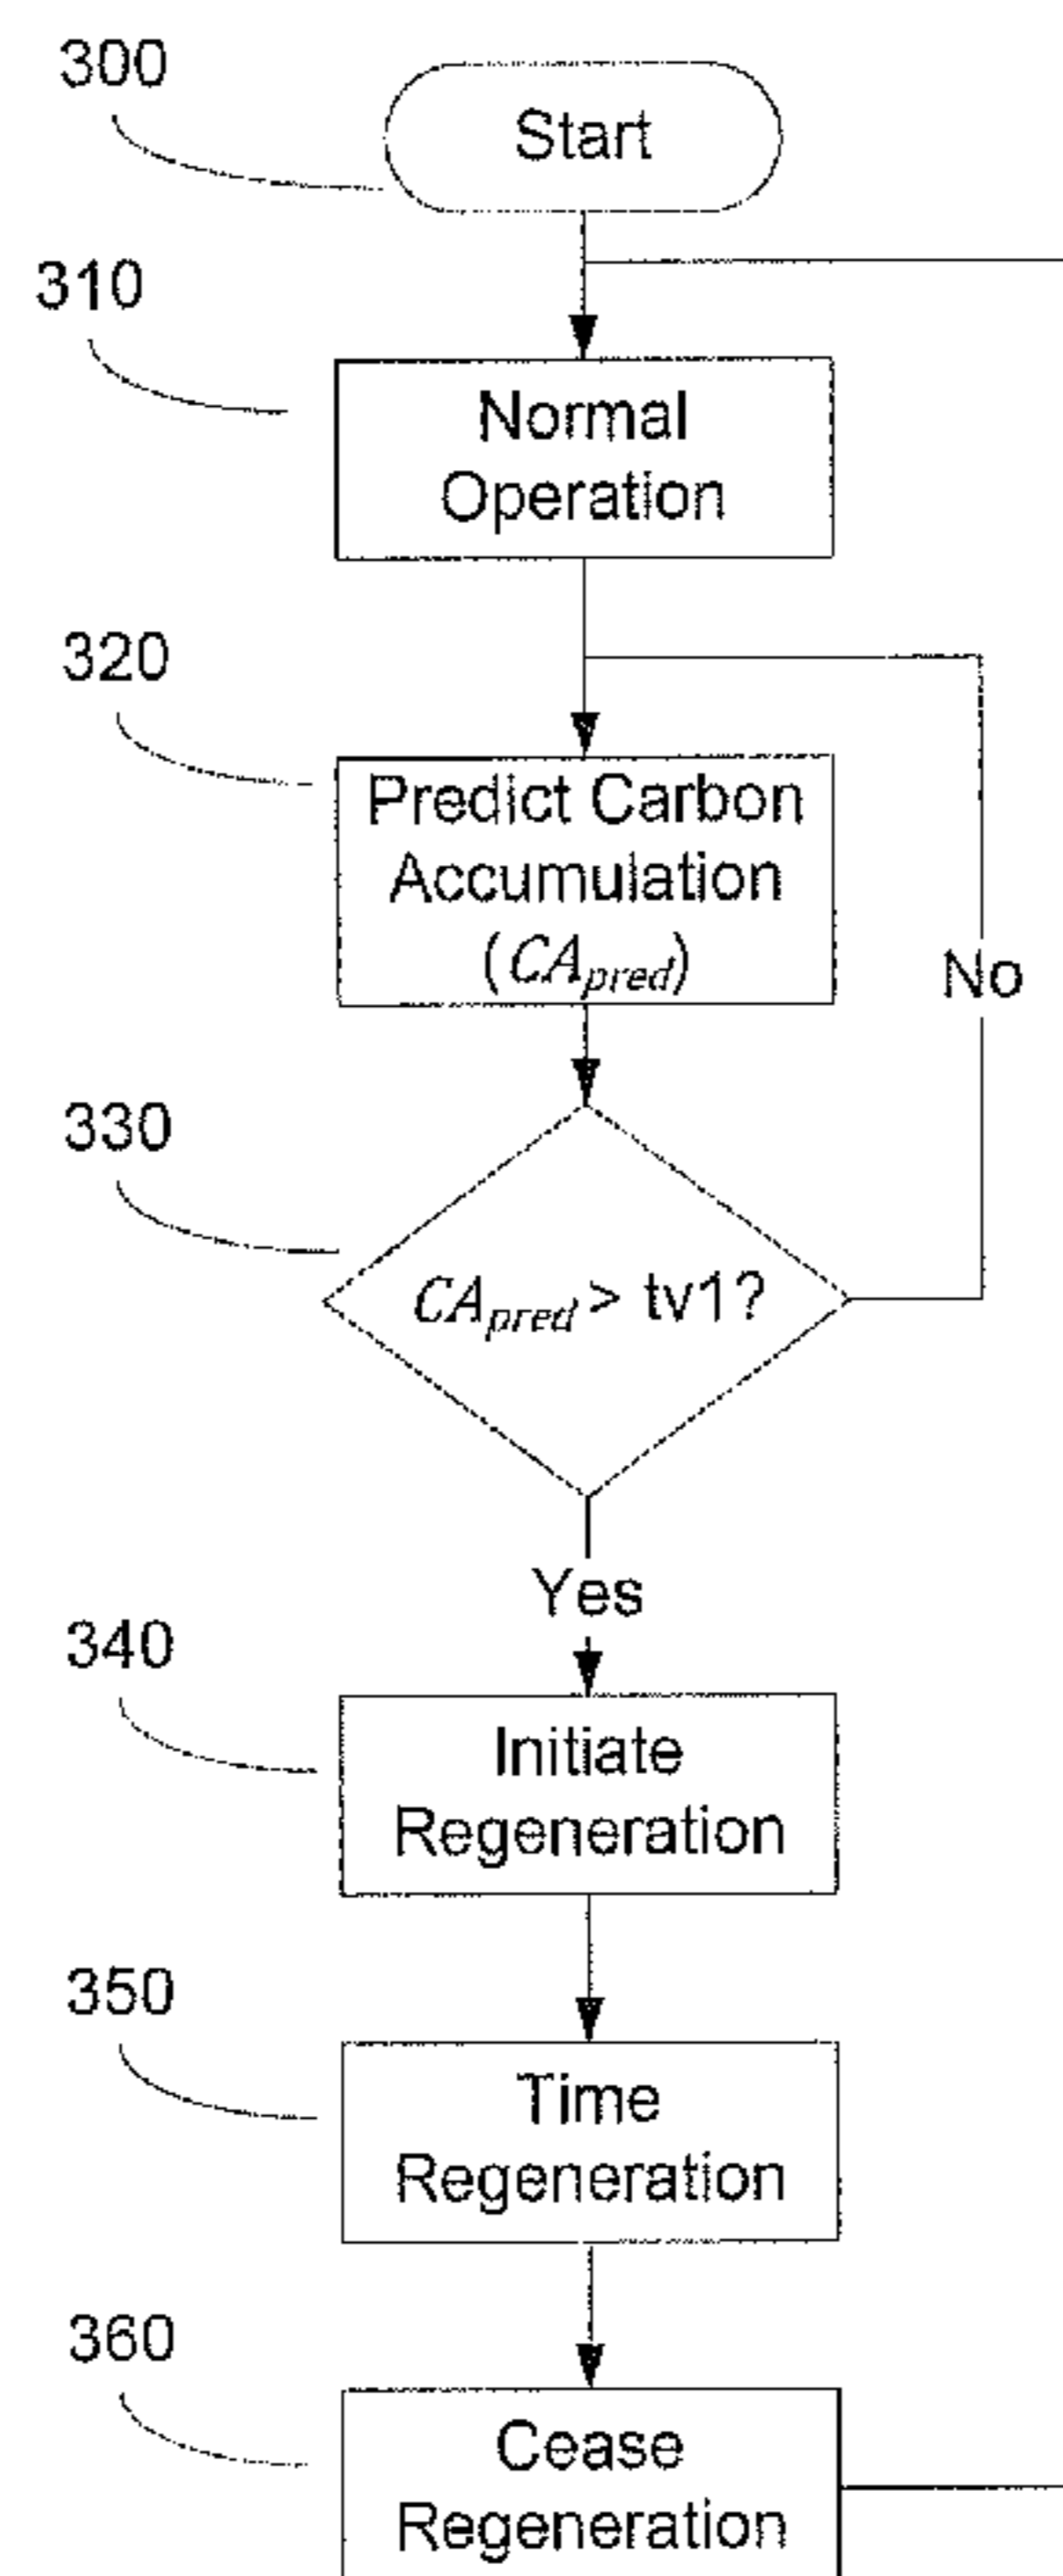 300
Start
310
Normal
Operation
320
Predict Carbon
Accumulation
(CApred)
No
330
CApred > tv1?
Yes
340
Initiate
Regeneration
350
Time
Regeneration
360
Cease
Regeneration